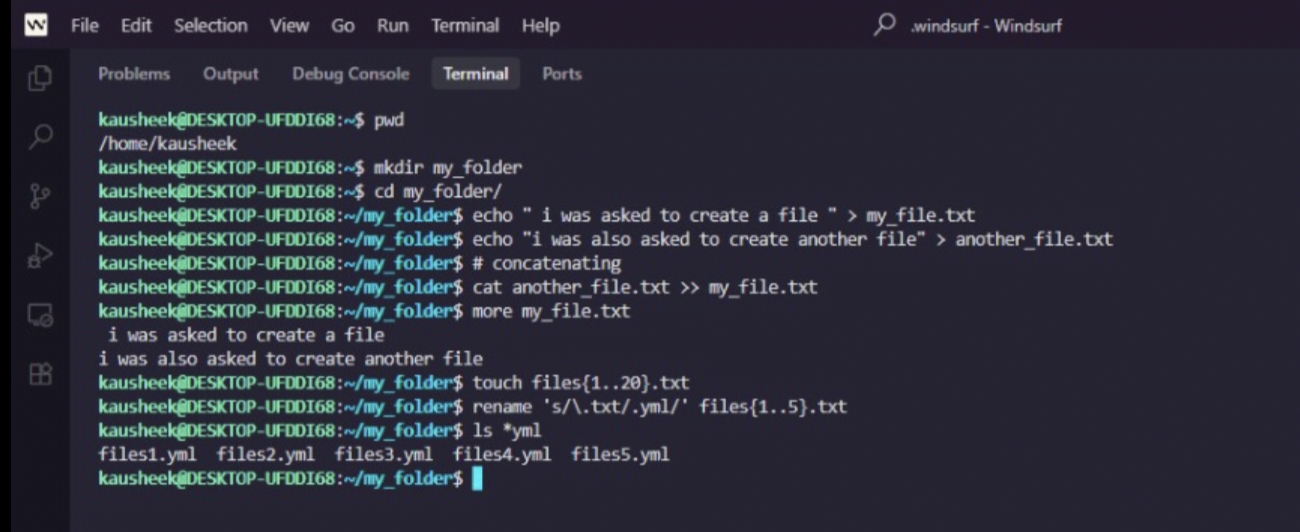 W File Edit Selection View Go Run Terminal Help .windsurf - Windsurf
Problems Output Debug Console Terminal Ports
kausheek@DESKTOP-UFDDI68:~$ pwd
/home/kausheek
kausheek@DESKTOP-UFDDI68:~$ mkdir my_folder
kausheek@DESKTOP-UFDDI68:~$ cd my_folder/
kausheek@DESKTOP-UFDDI68:~/my_folder$ echo " i was asked to create a file " > my_file.txt
kausheek@DESKTOP-UFDDI68:~/my_folder$ echo "i was also asked to create another file" > another_file.txt
kausheek@DESKTOP-UFDDI68:~/my_folder$ # concatenating
kausheek@DESKTOP-UFDDI68:~/my_folder$ cat another_file.txt >> my_file.txt
kausheek@DESKTOP-UFDDI68:~/my_folder$ more my_file.txt
 i was asked to create a file
i was also asked to create another file
kausheek@DESKTOP-UFDDI68:~/my_folder$ touch files{1..20}.txt
kausheek@DESKTOP-UFDDI68:~/my_folder$ rename 's/\.txt/.yml/' files{1..5}.txt
kausheek@DESKTOP-UFDDI68:~/my_folder$ ls *yml
files1.yml  files2.yml  files3.yml  files4.yml  files5.yml
kausheek@DESKTOP-UFDDI68:~/my_folder$